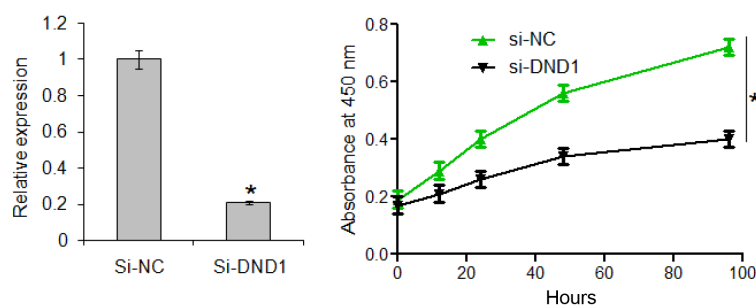 Relative expression
1.2
1
0.8
0.6
0.4
0.2
0
*
Si-NC
Si-DND1
Absorbance at 450 nm
0.8
0.6
0.4
0.2
0.0
si-NC
si-DND1
*
0
20
40
60
80
100
Hours